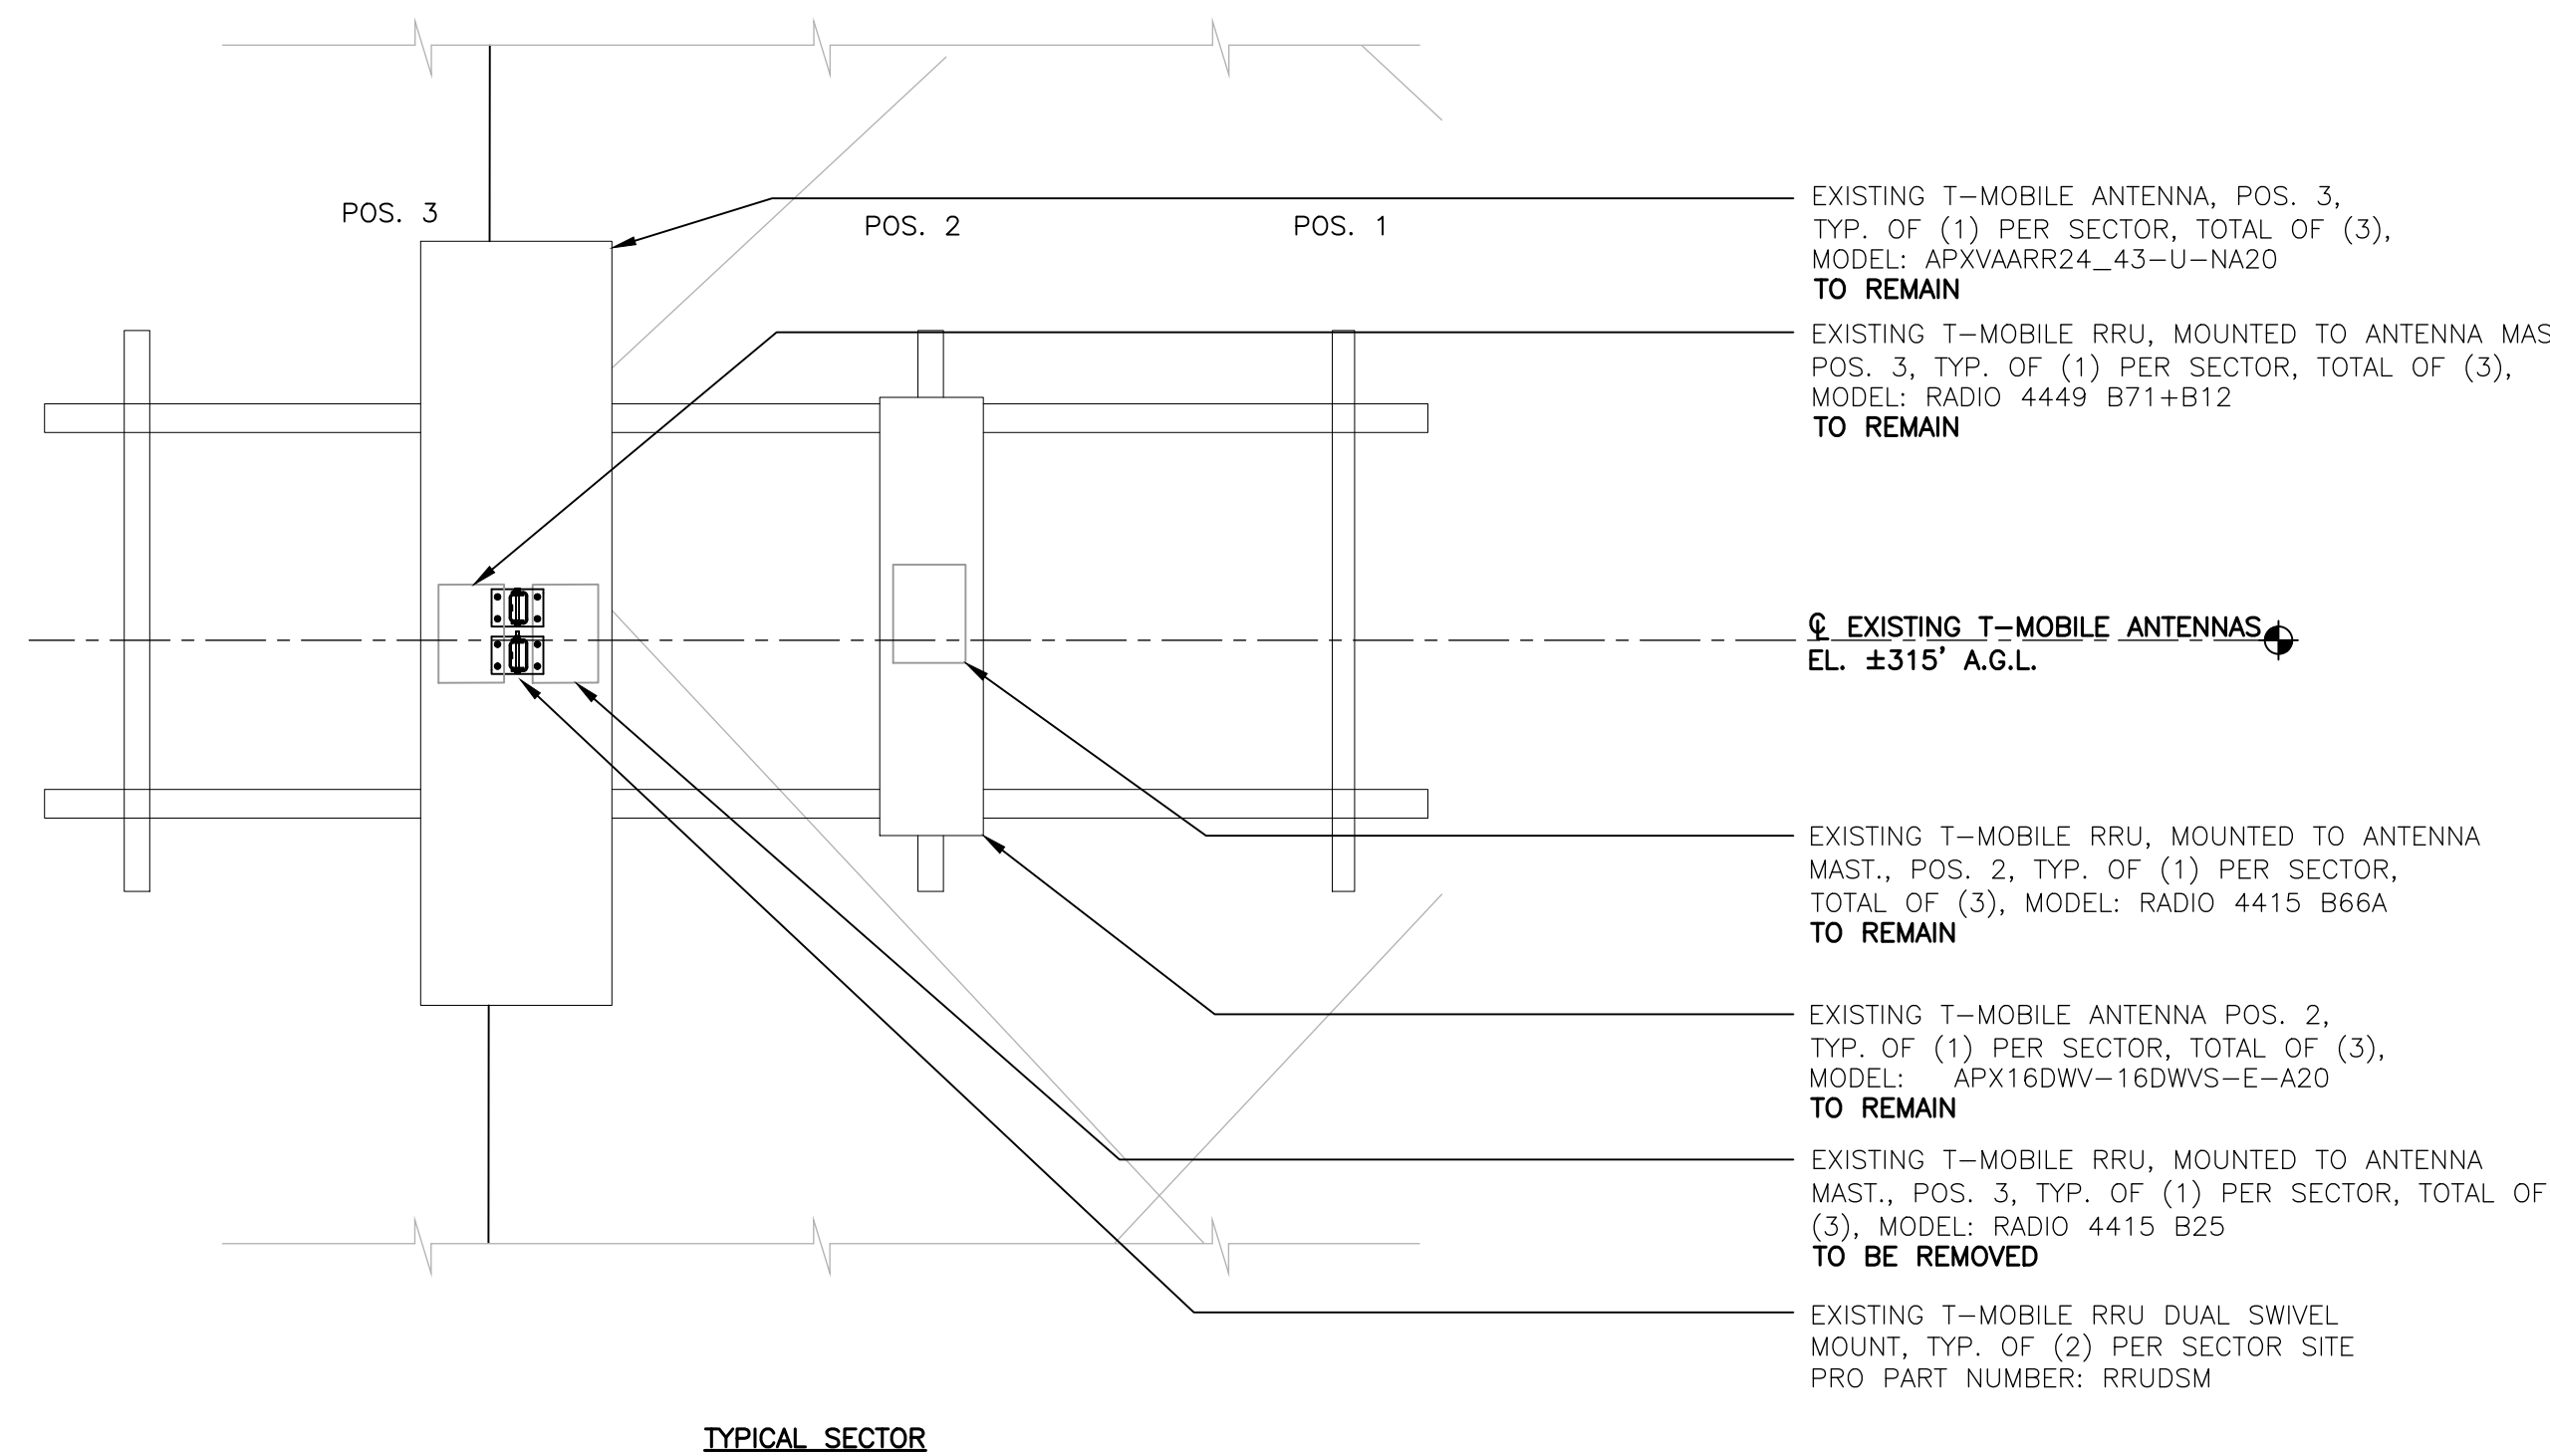 POS. 3
POS. 2
POS. 1
EXISTING T-MOBILE ANTENNA, POS. 3,
TYP. OF (1) PER SECTOR, TOTAL OF (3),
MODEL: APXVAARR24_43-U-NA20
TO REMAIN
EXISTING T-MOBILE RRU, MOUNTED TO ANTENNA
POS. 3, TYP. OF (1) PER SECTOR, TOTAL OF (3),
MODEL: RADIO 4449 B71+B12
TO REMAIN
℄ EXISTING T-MOBILE ANTENNAS
EL. ±315' A.G.L.
EXISTING T-MOBILE RRU, MOUNTED TO ANTENNA
MAST., POS. 2, TYP. OF (1) PER SECTOR,
TOTAL OF (3), MODEL: RADIO 4415 B66A
TO REMAIN
EXISTING T-MOBILE ANTENNA POS. 2,
TYP. OF (1) PER SECTOR, TOTAL OF (3),
MODEL: APX16DWV-16DWVS-E-A20
TO REMAIN
EXISTING T-MOBILE RRU, MOUNTED TO ANTENNA
MAST., POS. 3, TYP. OF (1) PER SECTOR, TOTAL OF
(3), MODEL: RADIO 4415 B25
TO BE REMOVED
EXISTING T-MOBILE RRU DUAL SWIVEL
MOUNT, TYP. OF (2) PER SECTOR SITE
PRO PART NUMBER: RRUDSM
TYPICAL SECTOR